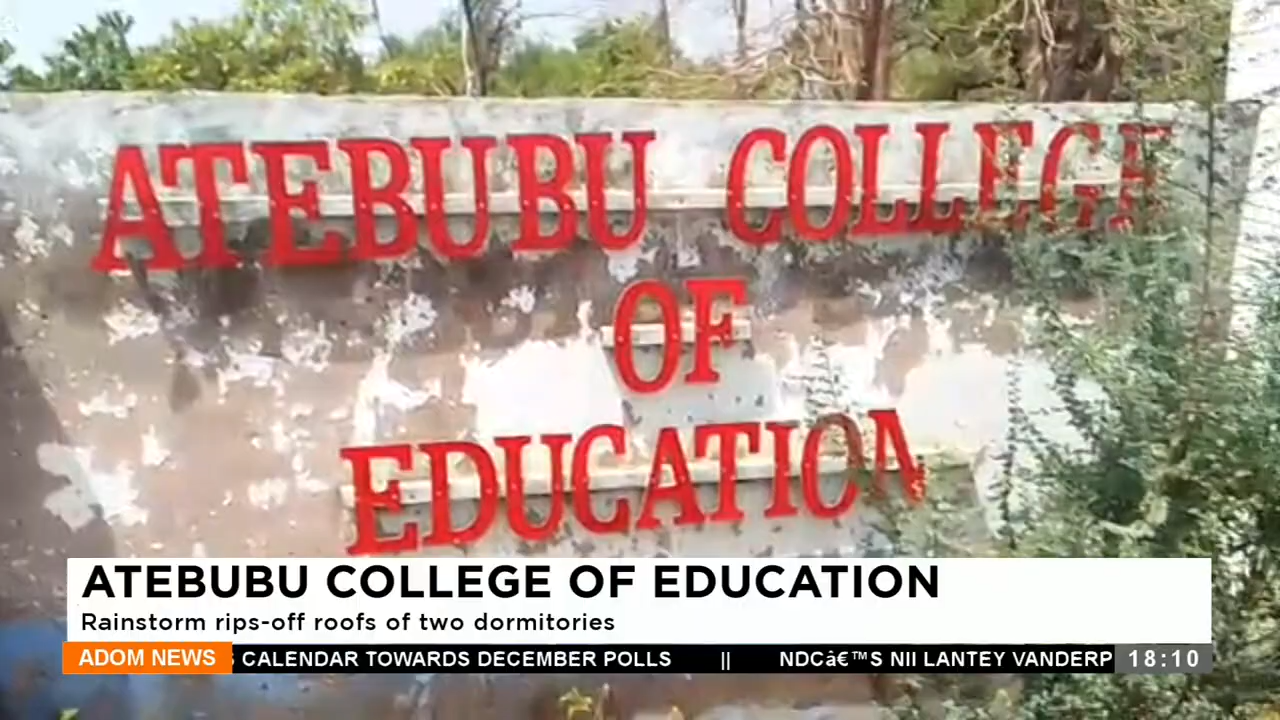 ATEBUBU COLLEGE
OF
EDUCATION
ATEBUBU COLLEGE OF EDUCATION
Rainstorm rips-off roofs of two dormitories
ADOM NEWS
S CALENDAR TOWARDS DECEMBER POLLS || NDCâ€™S NII LANTEY VANDERP
18:10